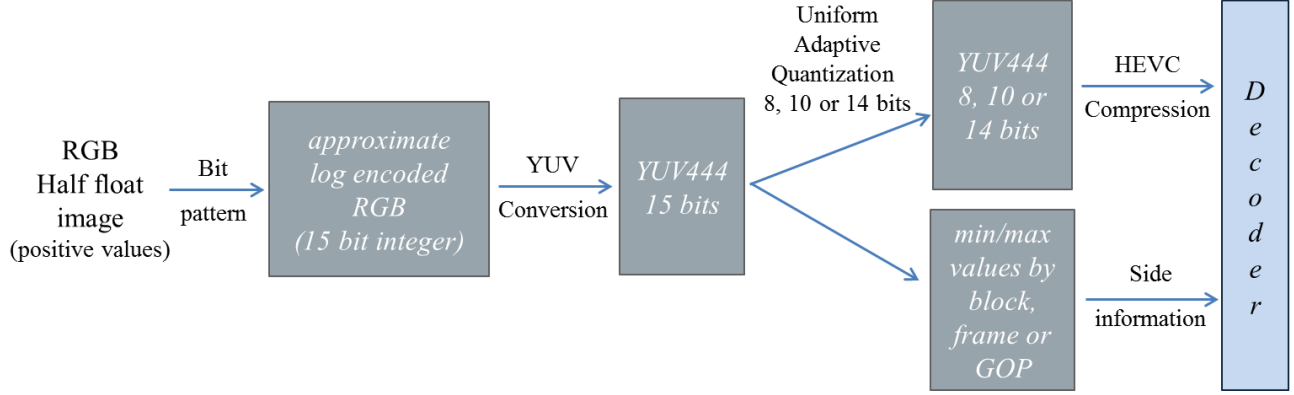 RGB
Half float
image
(positive values)
Bit
pattern
approximate
log encoded
RGB
(15 bit integer)
YUV
Conversion
YUV444
15 bits
Uniform
Adaptive
Quantization
8, 10 or 14 bits
YUV444
8, 10 or
14 bits
HEVC
Compression
min/max
values by
block,
frame or
GOP
Side
information
D
e
c
o
d
e
r